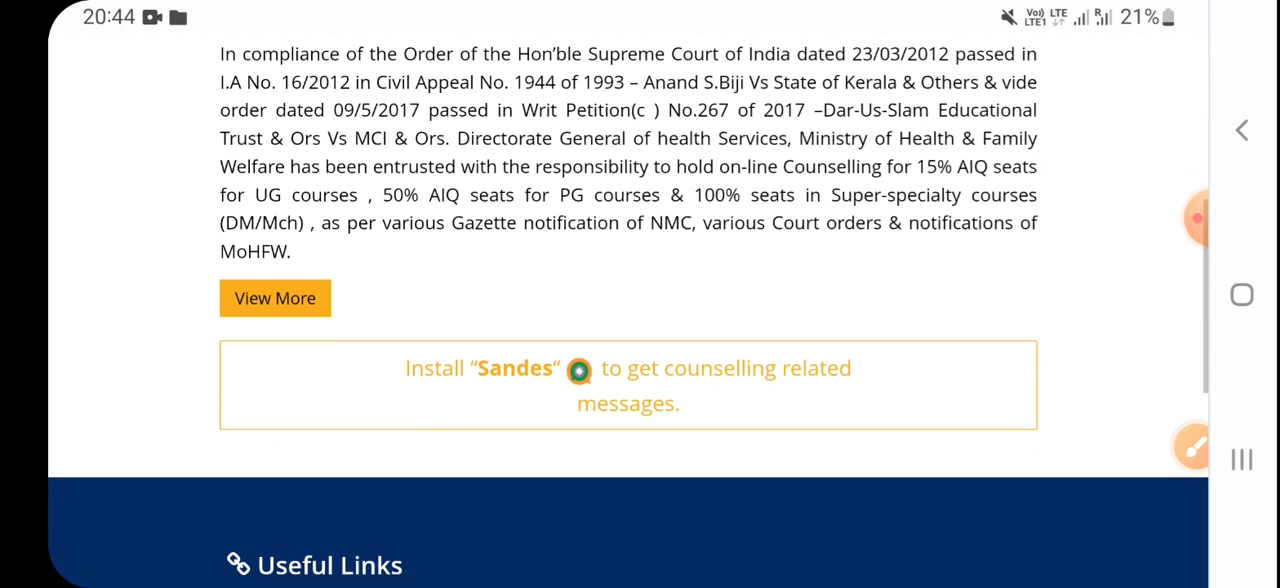 20:44 Vo)) LTE1 LTE R 21%
In compliance of the Order of the Hon’ble Supreme Court of India dated 23/03/2012 passed in
I.A No. 16/2012 in Civil Appeal No. 1944 of 1993 – Anand S.Biji Vs State of Kerala & Others & vide
order dated 09/5/2017 passed in Writ Petition(c ) No.267 of 2017 –Dar-Us-Slam Educational
Trust & Ors Vs MCI & Ors. Directorate General of health Services, Ministry of Health & Family
Welfare has been entrusted with the responsibility to hold on-line Counselling for 15% AIQ seats
for UG courses , 50% AIQ seats for PG courses & 100% seats in Super-specialty courses
(DM/Mch) , as per various Gazette notification of NMC, various Court orders & notifications of
MoHFW.
View More
Install “Sandes“ to get counselling related
messages.
Useful Links